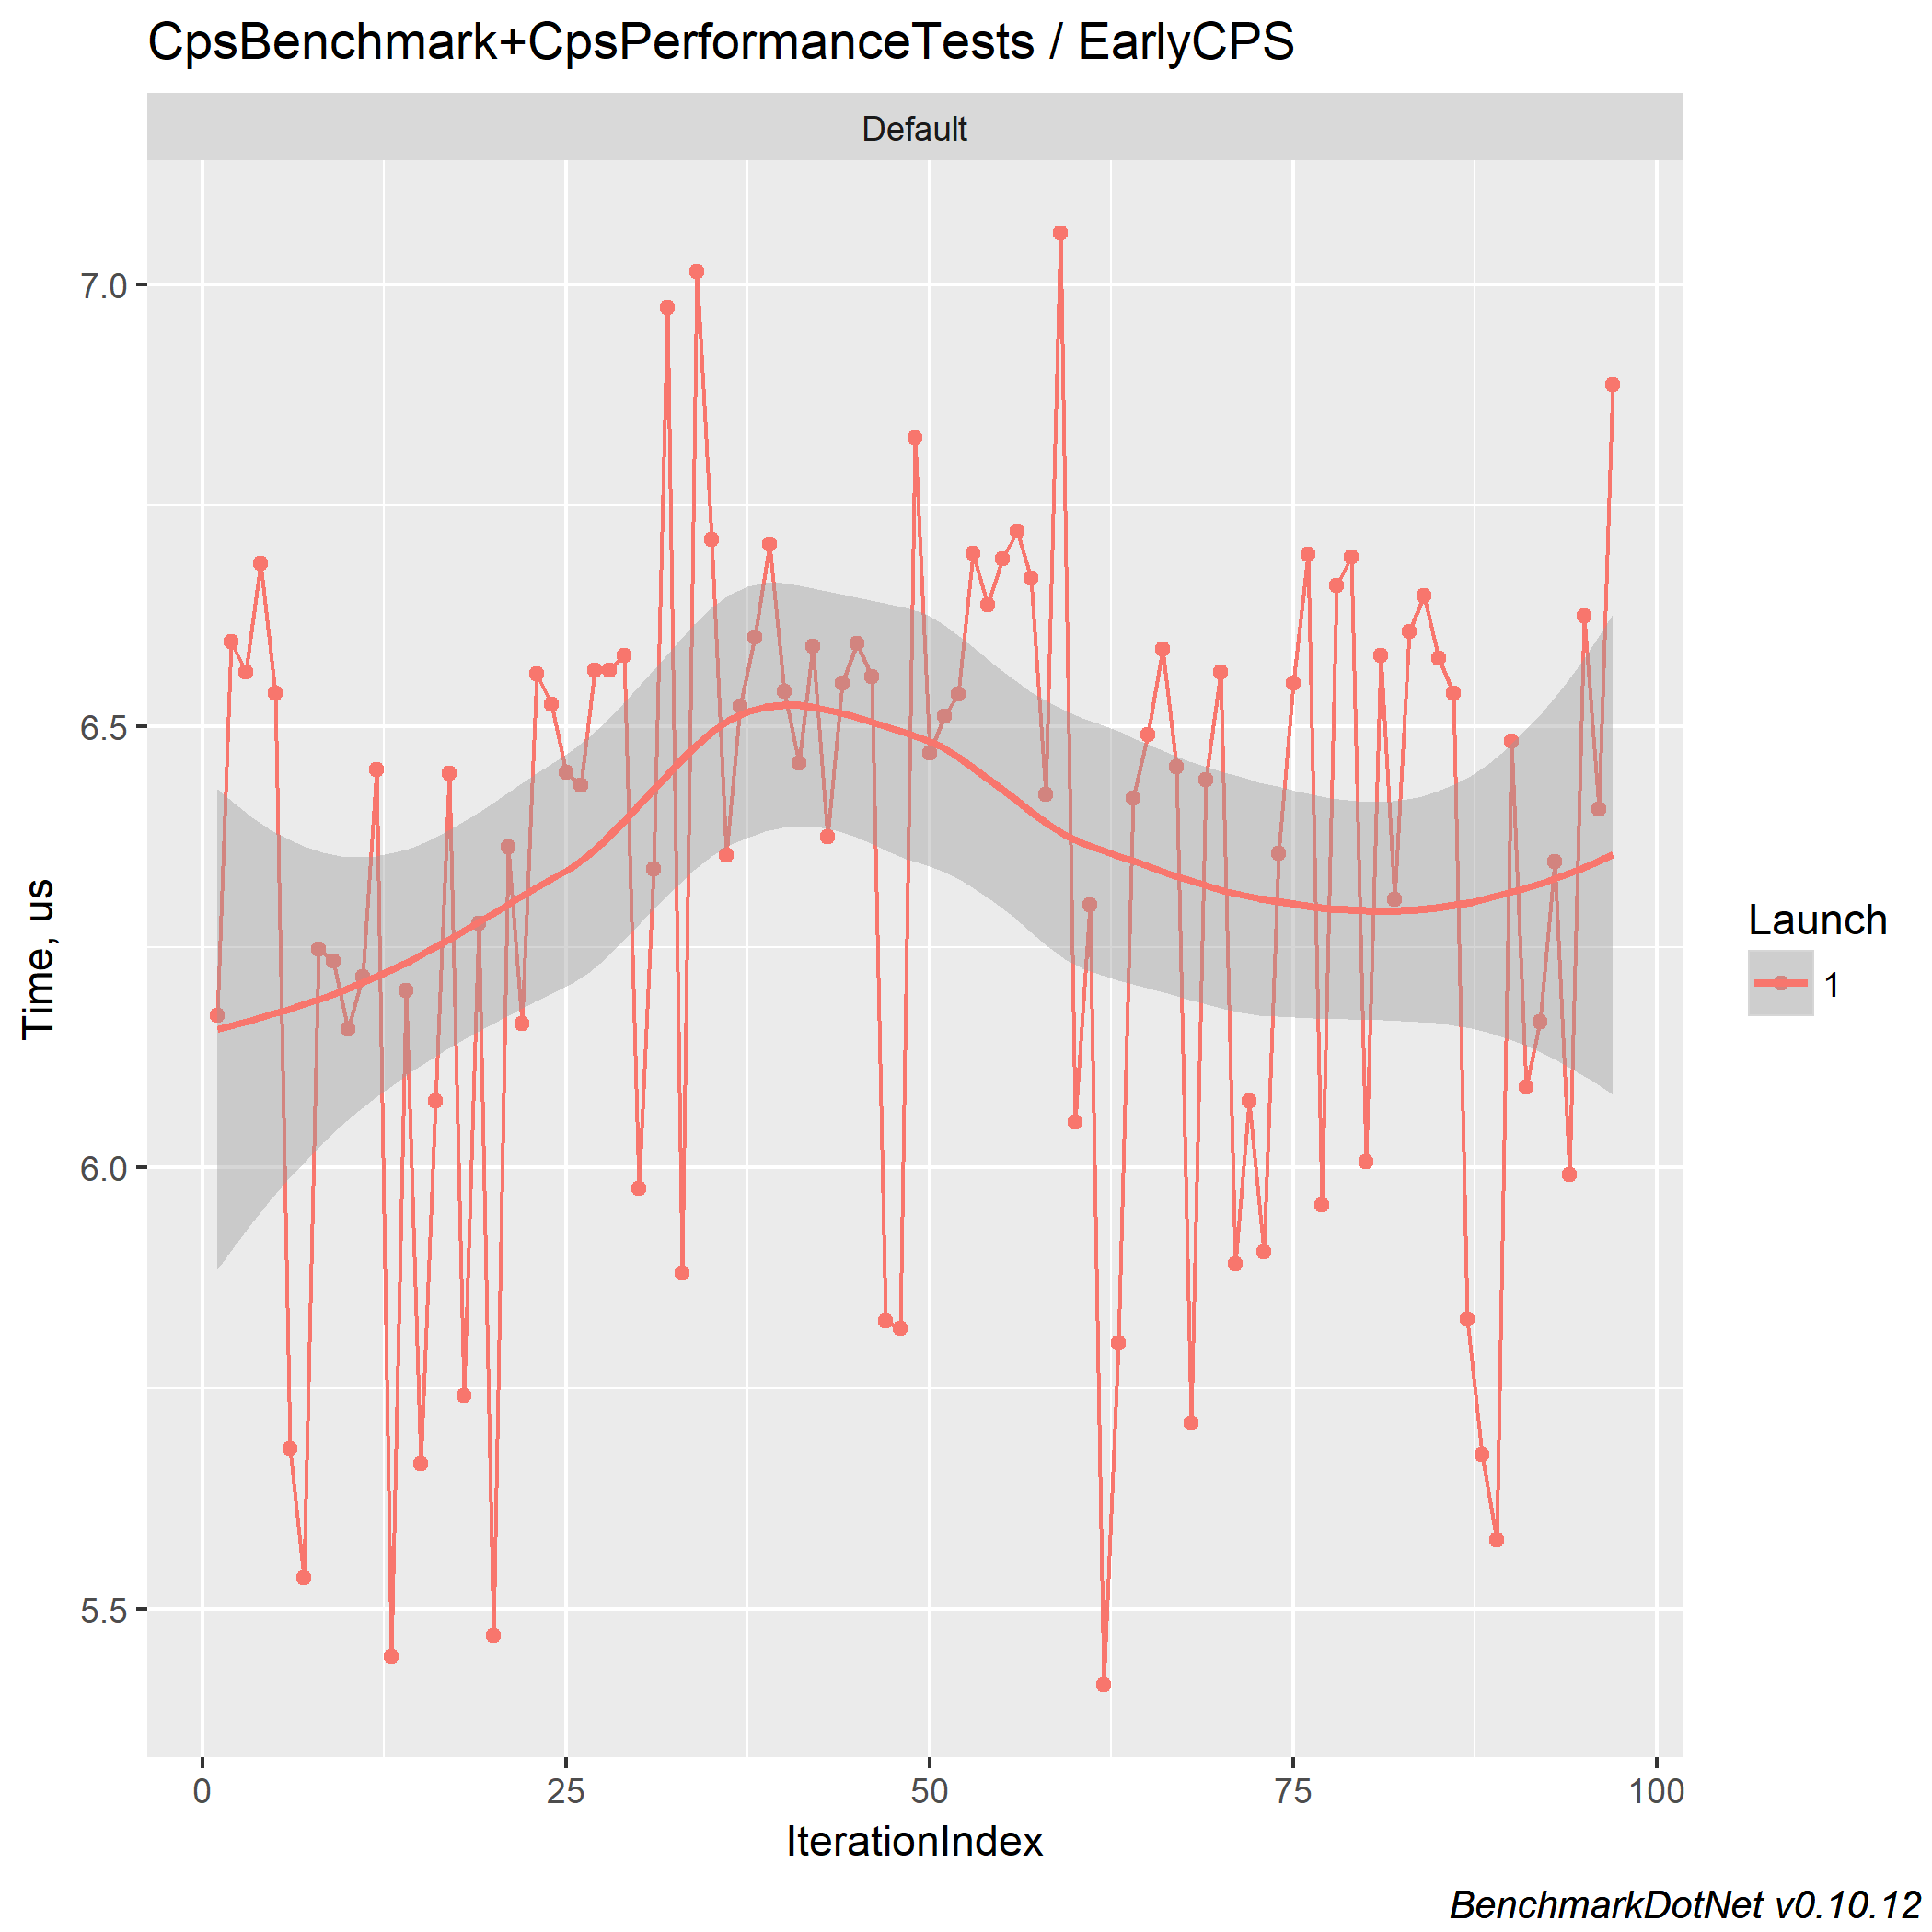 CpsBenchmark+CpsPerformanceTests / EarlyCPS
Default
7.0
6.5
6.0
5.5
Time, us
0 25 50 75 100
IterationIndex
Launch
1
BenchmarkDotNet v0.10.12